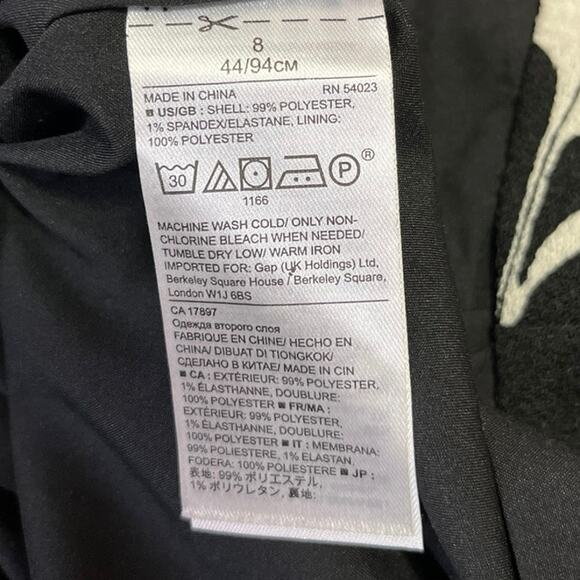 8
44/94CM
MADE IN CHINA RN 54023
US/GB : SHELL: 99% POLYESTER,
1% SPANDEX/ELASTANE, LINING:
100% POLYESTER
30 P ®
1166
MACHINE WASH COLD/ ONLY NON-
CHLORINE BLEACH WHEN NEEDED/
TUMBLE DRY LOW/ WARM IRON
IMPORTED FOR: Gap (UK Holdings) Ltd,
Berkeley Square House / Berkeley Square,
London W1J 6BS
CA 17897
Одежда второго слоя
FABRIQUÉ EN CHINE/ HECHO EN
CHINA/ DIBUAT DI TIONGKOK/
СДЕЛАНО В КИТАЕ/ MADE IN CIN
CA : EXTÉRIEUR: 99% POLYESTER,
1% ÉLASTHANNE, DOUBLURE:
100% POLYESTER FR/MA :
EXTÉRIEUR: 99% POLYESTER,
1% ÉLASTHANNE, DOUBLURE:
100% POLYESTER IT : MEMBRANA:
99% POLIESTERE, 1% ELASTAN,
FODERA: 100% POLIESTERE JP :
表地: 99% ポリエステル,
1% ポリウレタン, 裏地: